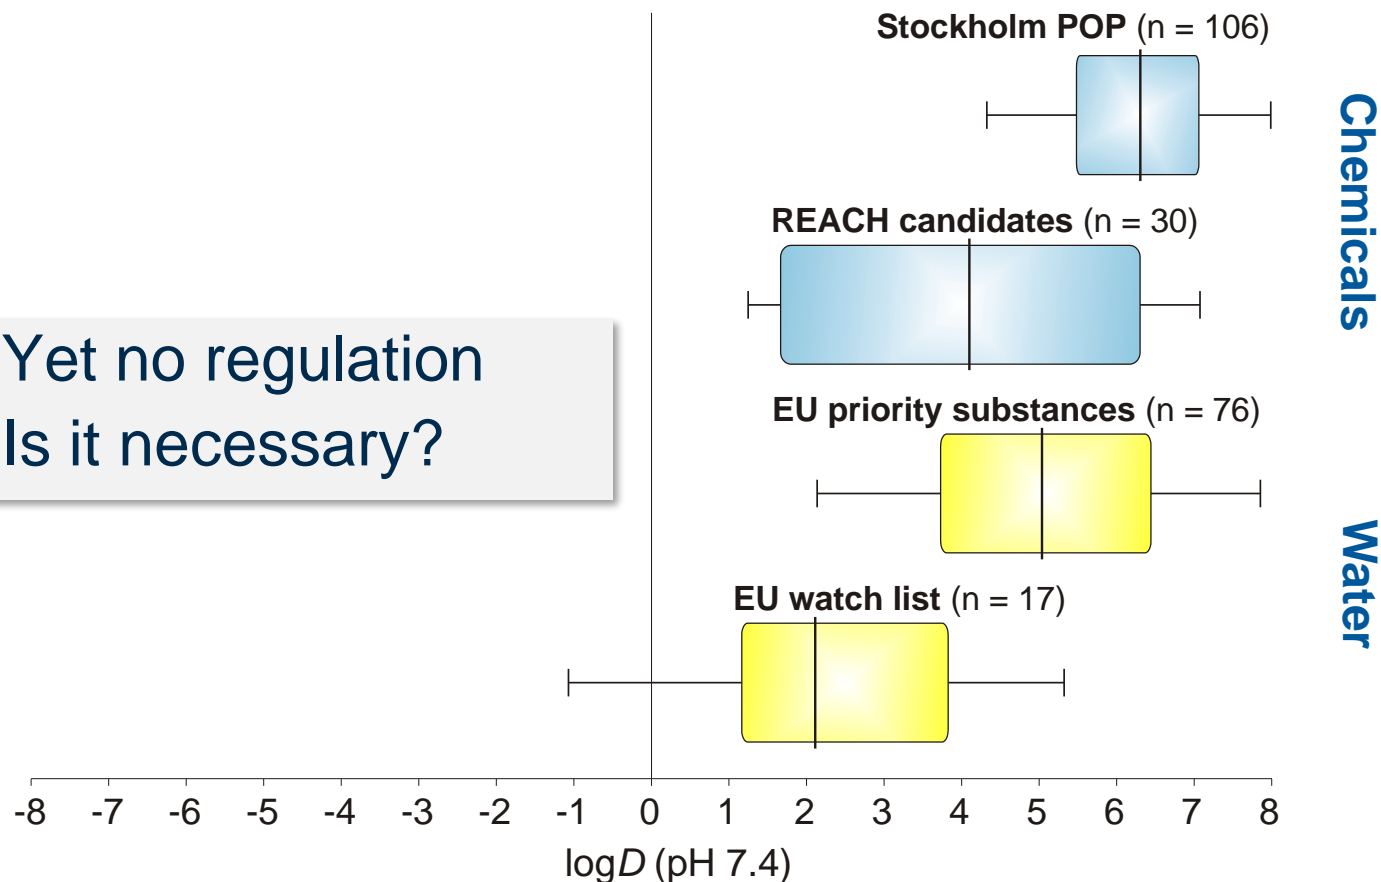 Stockholm POP (n = 106)
REACH candidates (n = 30)
Chemicals
Yet no regulation
Is it necessary?
EU priority substances (n = 76)
EU watch list (n = 17)
Water
-8 -7 -6 -5 -4 -3 -2 -1 0 1 2 3 4 5 6 7 8
logD (pH 7.4)